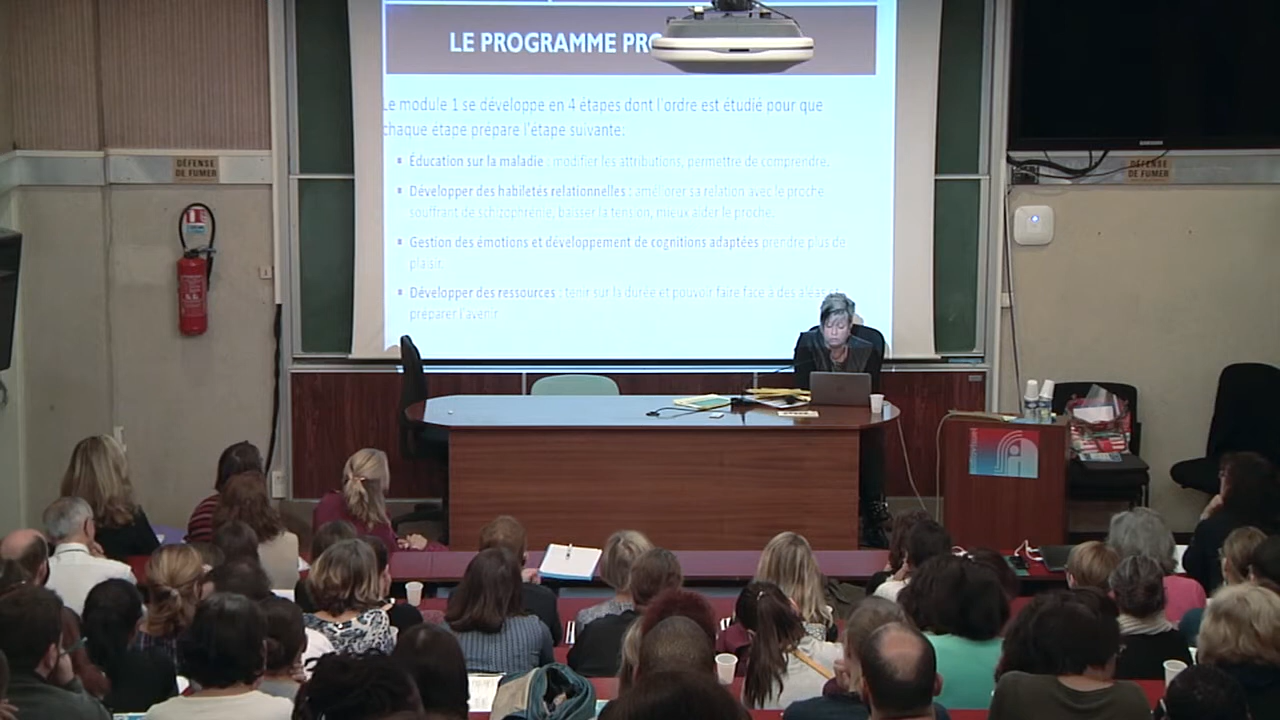 LE PROGRAMME PRO
Le module 1 se développe en 4 étapes dont l'ordre est étudié pour que
chaque étape prépare l'étape suivante:
Éducation sur la maladie : modifier les attributions, permettre de comprendre.
Développer des habiletés relationnelles : améliorer sa relation avec le proche
souffrant de schizophrénie, baisser la tension, mieux aider le proche.
Gestion des émotions et développement de cognitions adaptées prendre plus de
plaisir.
Développer des ressources : tenir sur la durée et pouvoir faire face à des aléas
préparer l'avenir
DÉFENSE
DE FUMER
DÉFENSE
DE FUMER